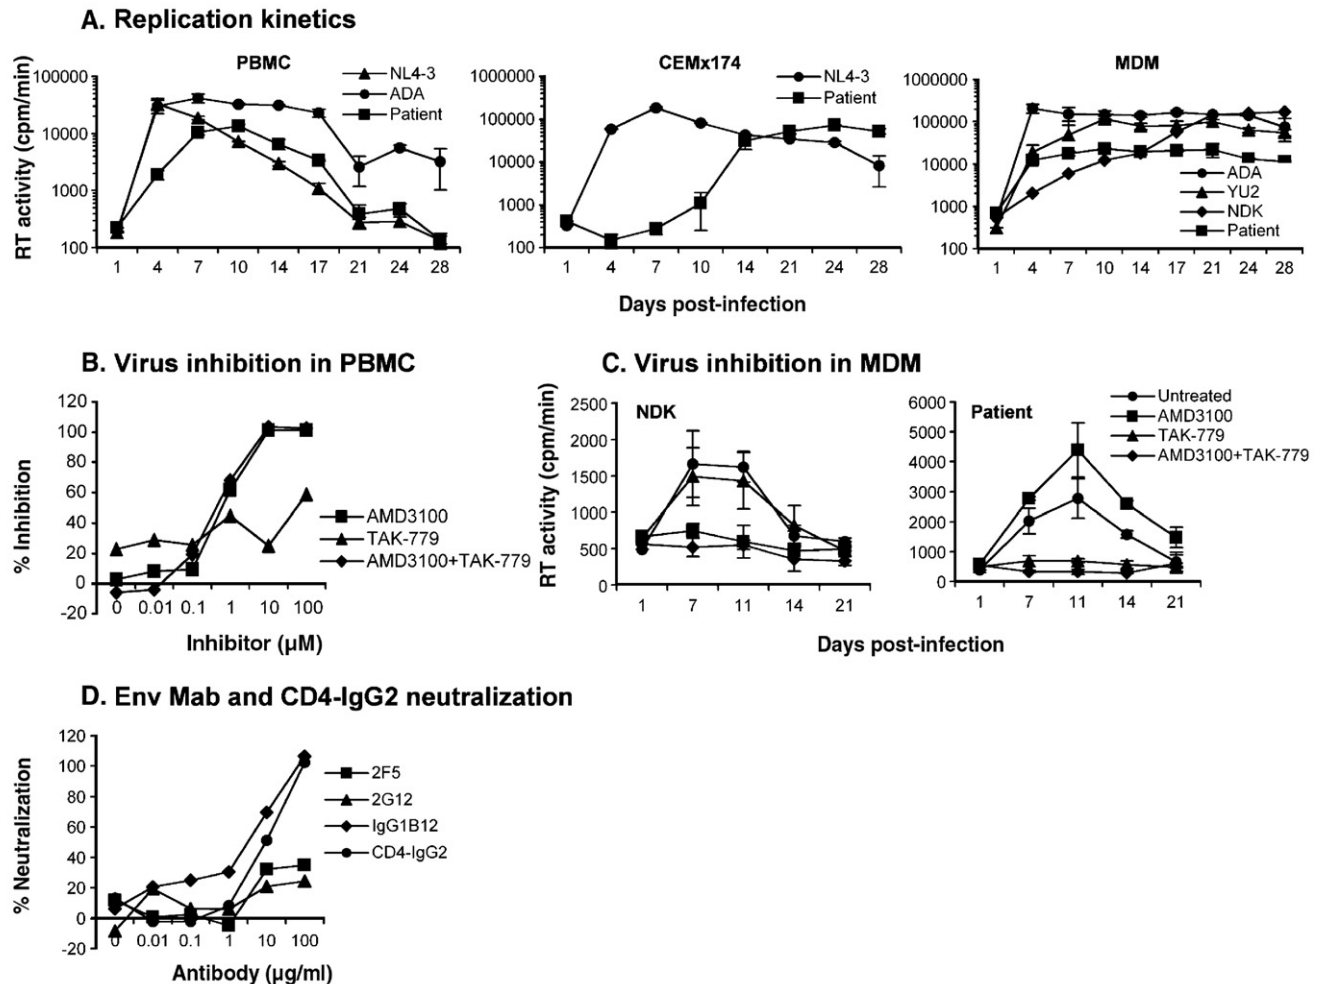 A. Replication kinetics
PBMC
CEMx174
MDM
RT activity (cpm/min)
100000
10000
1000
100
1 4 7 10 14 17 21 24 28
NL4-3
ADA
Patient
1000000
100000
10000
1000
100
1 4 7 10 14 21 24 28
NL4-3
Patient
1000000
100000
10000
1000
100
1 4 7 10 14 17 21 24 28
ADA
YU2
NDK
Patient
Days post-infection
B. Virus inhibition in PBMC
% Inhibition
120
100
80
60
40
20
0
-20
0 0.01 0.1 1 10 100
AMD3100
TAK-779
AMD3100+TAK-779
Inhibitor (µM)
C. Virus inhibition in MDM
RT activity (cpm/min)
NDK
2500
2000
1500
1000
500
0
1 7 11 14 21
Patient
6000
5000
4000
3000
2000
1000
0
1 7 11 14 21
Untreated
AMD3100
TAK-779
AMD3100+TAK-779
Days post-infection
D. Env Mab and CD4-IgG2 neutralization
% Neutralization
120
100
80
60
40
20
0
-20
0 0.01 0.1 1 10 100
2F5
2G12
IgG1B12
CD4-IgG2
Antibody (µg/ml)